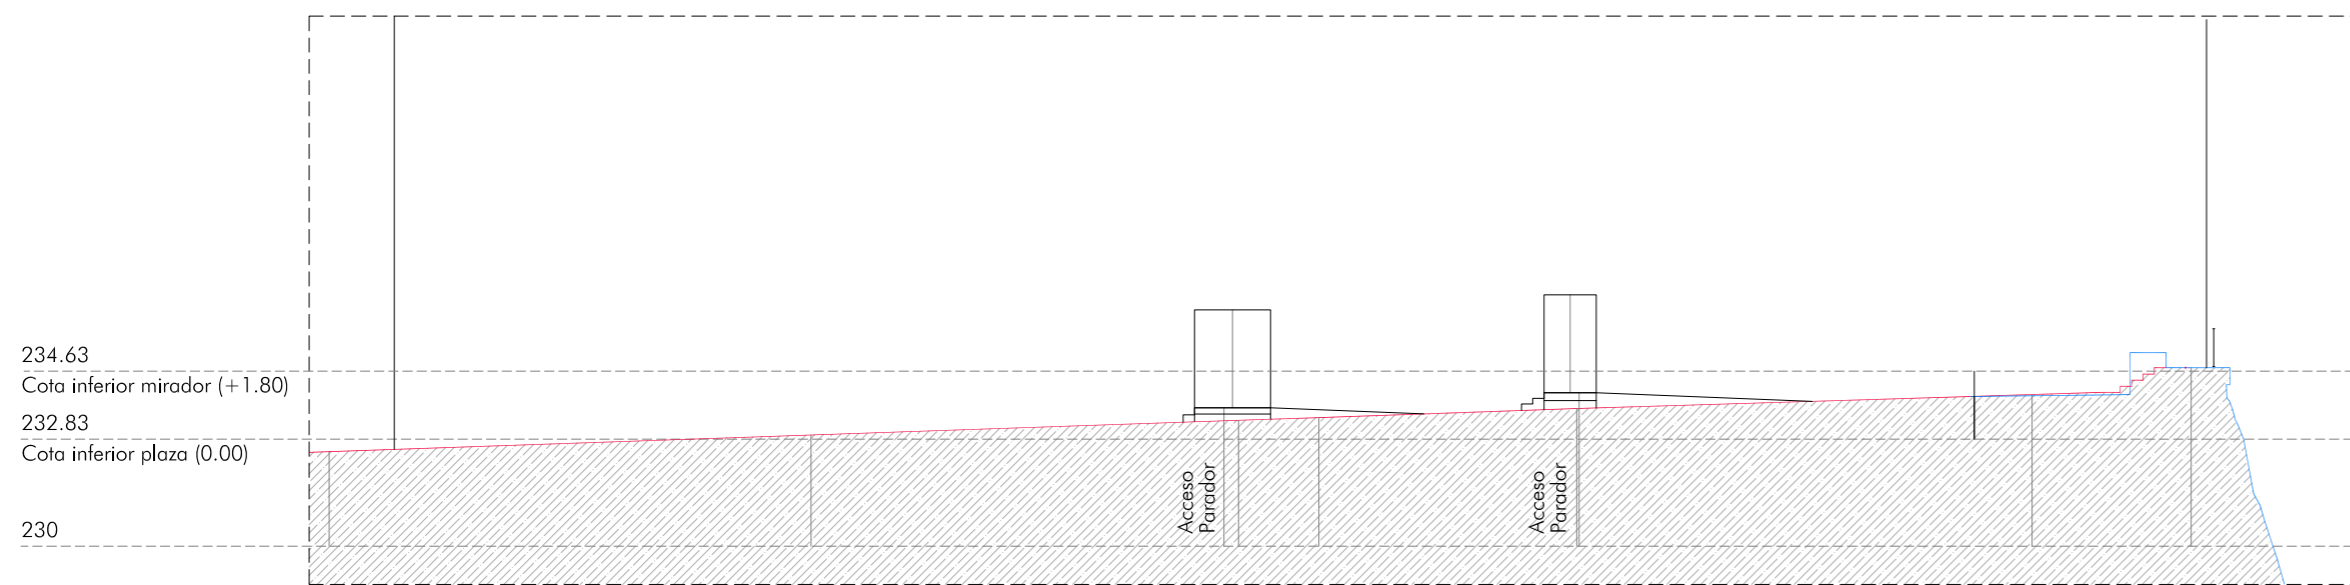 234.63
Cota inferior mirador (+1.80)
232.83
Cota inferior plaza (0.00)
230
Acceso
Parador
Acceso
Parador